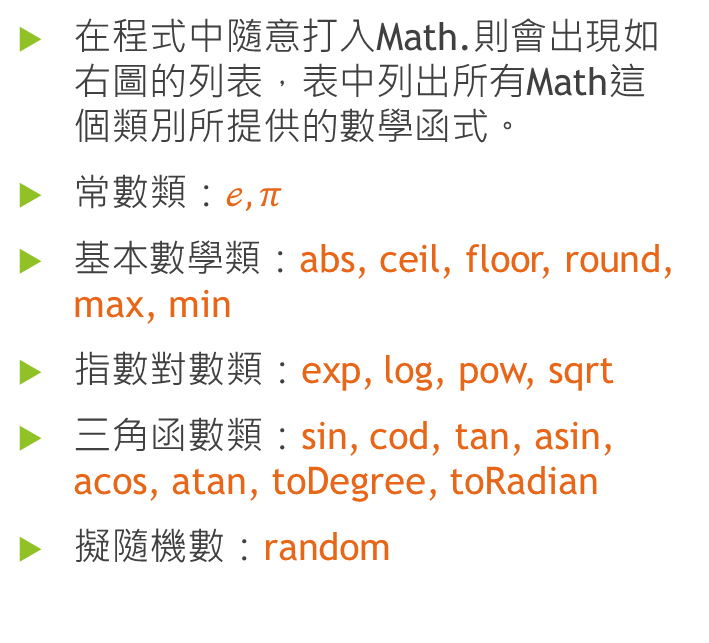 在程式中隨意打入Math.則會出現如
右圖的列表，表中列出所有Math這
個類別所提供的數學函式。
常數類：e,π
基本數學類：abs, ceil, floor, round,
max, min
指數對數類：exp, log, pow, sqrt
三角函數類：sin, cod, tan, asin,
acos, atan, toDegree, toRadian
擬隨機數：random